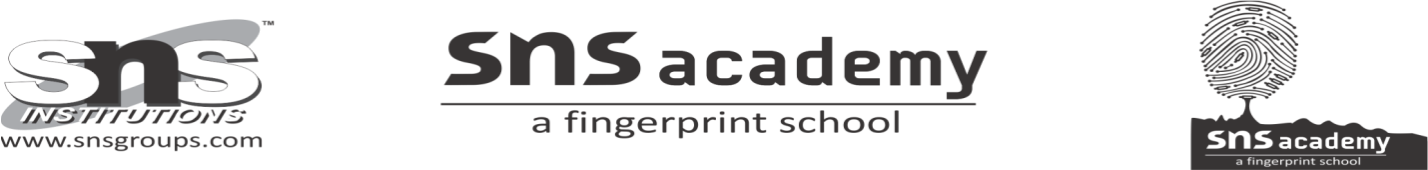 sns ™
INSTITUTIONS
www.snsgroups.com
sns academy
a fingerprint school
sns academy
a fingerprint school